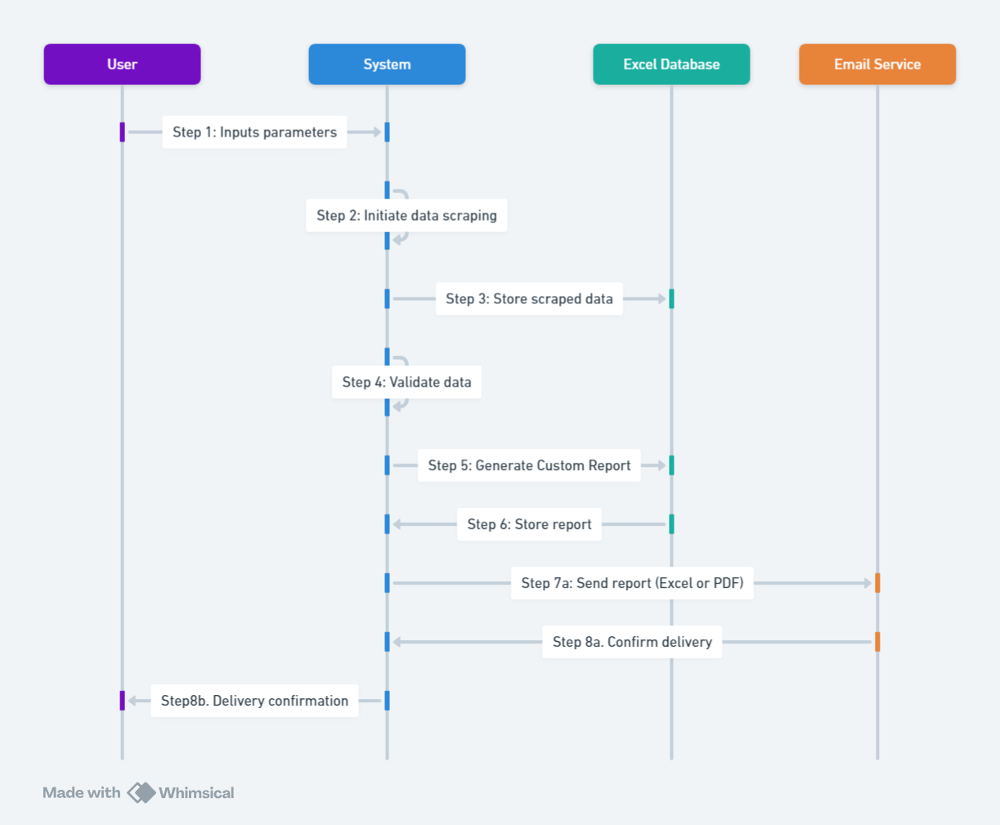 User
System
Excel Database
Email Service
Step 1: Inputs parameters
Step 2: Initiate data scraping
Step 3: Store scraped data
Step 4: Validate data
Step 5: Generate Custom Report
Step 6: Store report
Step 7a: Send report (Excel or PDF)
Step 8a. Confirm delivery
Step8b. Delivery confirmation
Made with Whimsical